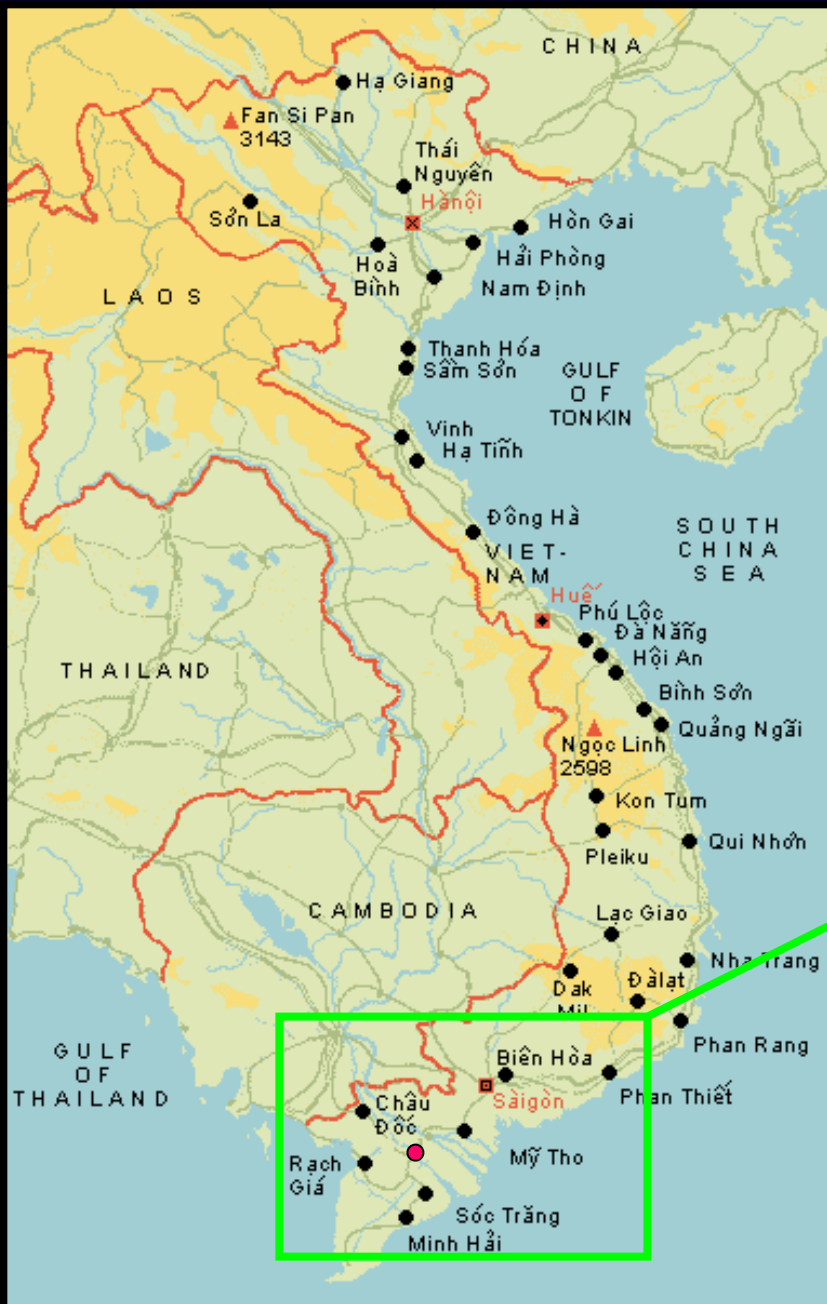 CHINA
Hạ Giang
Fan Si Pan
3143
Thái
Nguyên
Hànội
Sơn La
Hòn Gai
Hải Phòng
Hoà
Bình
Nam Định
LAOS
Thanh Hóa
Sầm Sơn
GULF
OF
TONKIN
Vinh
Hạ Tĩnh
Đông Hà
VIET-
NAM
SOUTH
CHINA
SEA
Huế
Phú Lộc
Đà Nẵng
Hội An
THAILAND
Bình Sơn
Quảng Ngãi
Ngọc Linh
2598
Kon Tum
Pleiku
Qui Nhơn
CAMBODIA
Lạc Giao
Nha Trang
Dak
Mil
Đàlạt
Phan Rang
GULF
OF
THAILAND
Biên Hòa
Phan Thiết
Sàigòn
Châu
Đốc
Mỹ Tho
Rạch
Giá
Sóc Trăng
Minh Hải